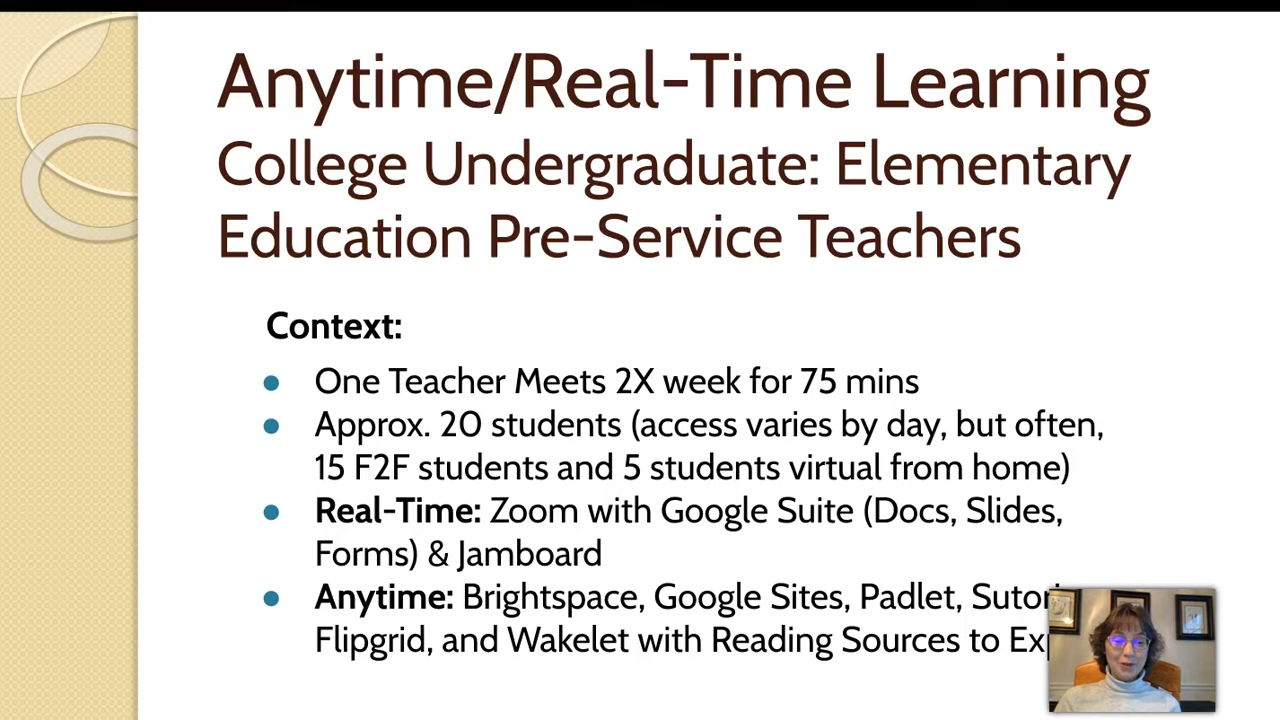 Anytime/Real-Time Learning
College Undergraduate: Elementary
Education Pre-Service Teachers
Context:
● One Teacher Meets 2X week for 75 mins
● Approx. 20 students (access varies by day, but often,
15 F2F students and 5 students virtual from home)
● Real-Time: Zoom with Google Suite (Docs, Slides,
Forms) & Jamboard
● Anytime: Brightspace, Google Sites, Padlet,
Flipgrid, and Wakelet with Reading Sources to